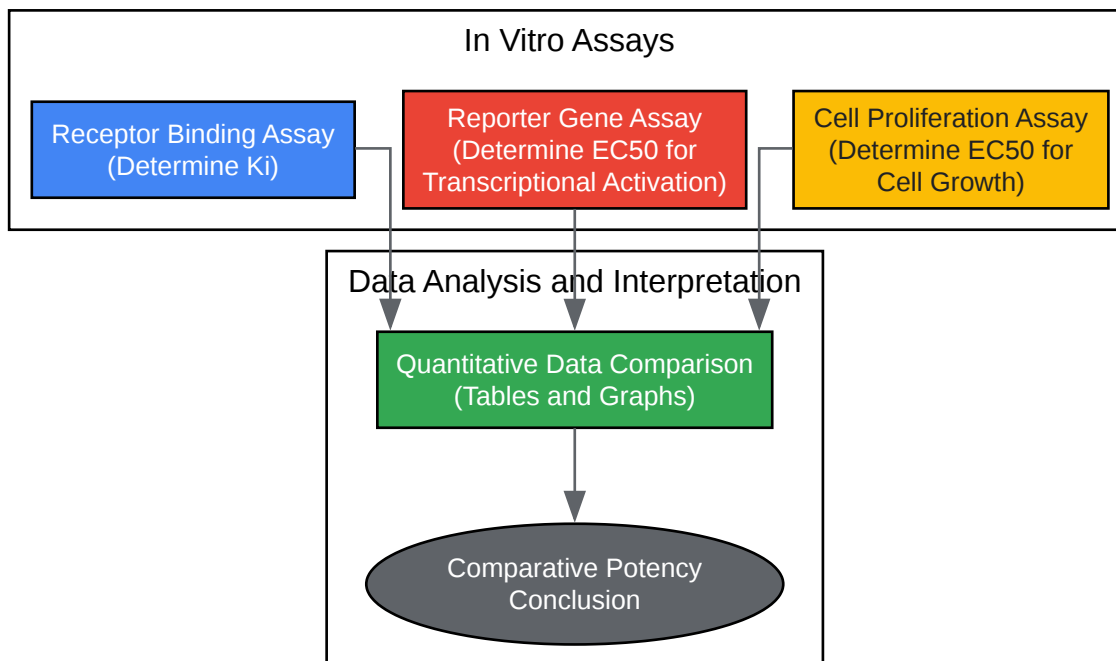 In Vitro Assays
Receptor Binding Assay
(Determine Ki)
Reporter Gene Assay
(Determine EC50 for
Transcriptional Activation)
Cell Proliferation Assay
(Determine EC50 for
Cell Growth)
Data Analysis and Interpretation
Quantitative Data Comparison
(Tables and Graphs)
Comparative Potency
Conclusion